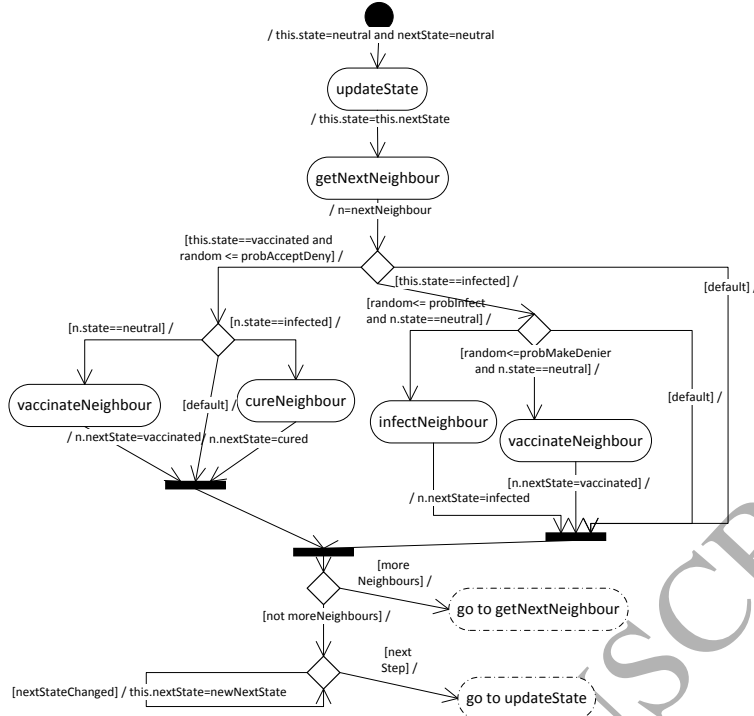 / this.state=neutral and nextState=neutral
updateState
/ this.state=this.nextState
getNextNeighbour
/ n=nextNeighbour
[this.state==vaccinated and
random <= probAcceptDeny] /
[this.state==infected] /
[default] /
[random<= probInfect
and n.state==neutral] /
[n.state==neutral] /
[n.state==infected] /
[random<=probMakeDenier
and n.state==neutral] /
vaccinateNeighbour
[default] /
cureNeighbour
infectNeighbour
[default] /
vaccinateNeighbour
/ n.nextState=vaccinated
/ n.nextState=cured
[n.nextState=vaccinated] /
/ n.nextState=infected
[more
Neighbours] /
go to getNextNeighbour
[not moreNeighbours] /
[next
Step] /
[nextStateChanged] / this.nextState=newNextState
go to updateState